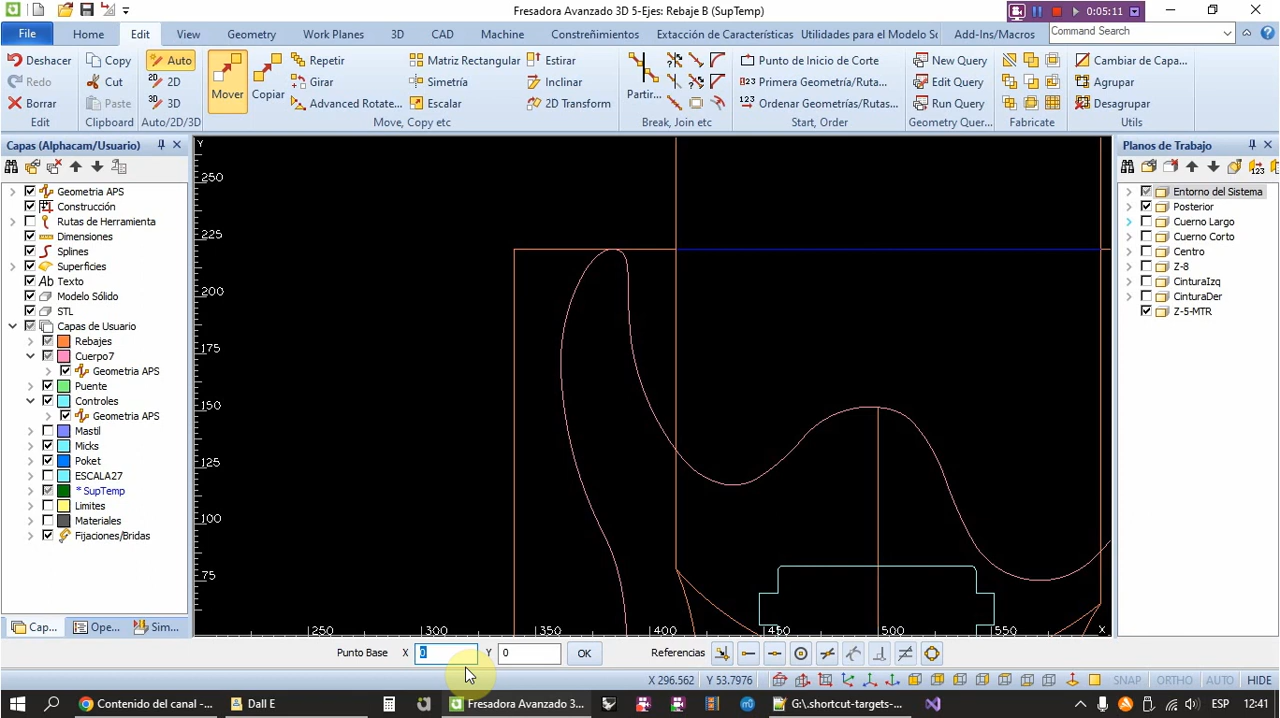 Fresadora Avanzado 3D 5-Ejes: Rebaje B (SupTemp)
00:05:11
File Home Edit View Geometry Work Planes 3D CAD Machine Constreñimientos Extacción de Características Utilidades para el Modelo Sc Add-Ins/Macros Command Search
Deshacer Copy Auto Repetir Matriz Rectangular Estirar Punto de Inicio de Corte New Query Cambiar de Capa...
Redo Cut 2D Mover Copiar Girar Simetría Inclinar Partir... Primera Geometría/Ruta... Edit Query Agrupar
Borrar Paste 3D Advanced Rotate... Escalar 2D Transform Ordenar Geometrías/Rutas... Run Query Desagrupar
Edit Clipboard Auto/2D/3D Move, Copy etc Break, Join etc Start, Order Geometry Quer... Fabricate Utils
Capas (Alphacam/Usuario)
Geometria APS
Construcción
Rutas de Herramienta
Dimensiones
Splines
Superficies
Texto
Modelo Sólido
STL
Capas de Usuario
Rebajes
Cuerpo7
Geometria APS
Puente
Controles
Geometria APS
Mastil
Micks
Poket
ESCALA27
* SupTemp
Limites
Materiales
Fijaciones/Bridas
Cap... Ope... Sim...
Y
250
225
200
175
150
125
100
75
250 300 350 400 450 500 550 X
Planos de Trabajo
Entorno del Sistema
Posterior
Cuerno Largo
Cuerno Corto
Centro
Z-8
CinturaIzq
CinturaDer
Z-5-MTR
Punto Base X 0 Y 0 OK Referencias
X 296.562 Y 53.7976 SNAP ORTHO AUTO HIDE
Contenido del canal -... Dall E Fresadora Avanzado 3... G:\.shortcut-targets-... ESP 12:41